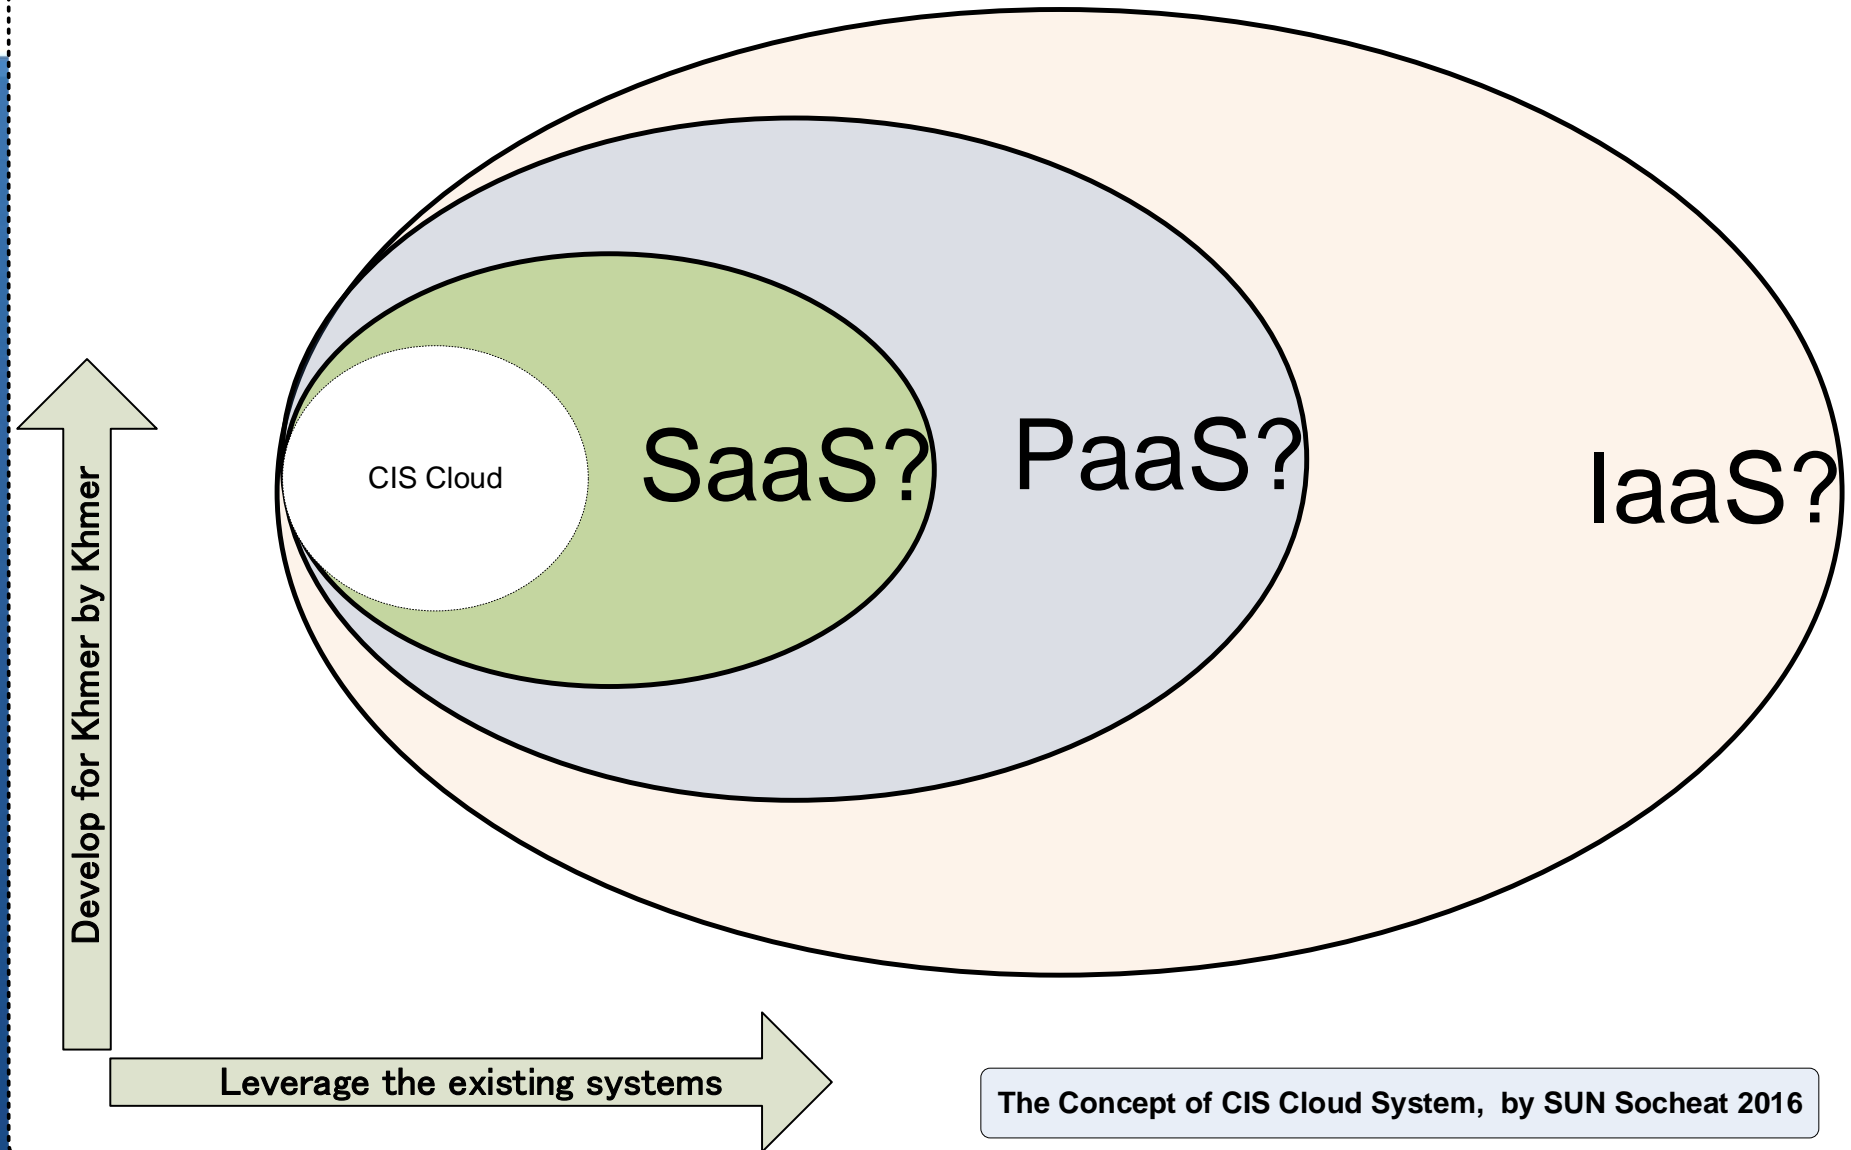 CIS Cloud
SaaS?
PaaS?
IaaS?
Develop for Khmer by Khmer
Leverage the existing systems
The Concept of CIS Cloud System,  by SUN Socheat 2016